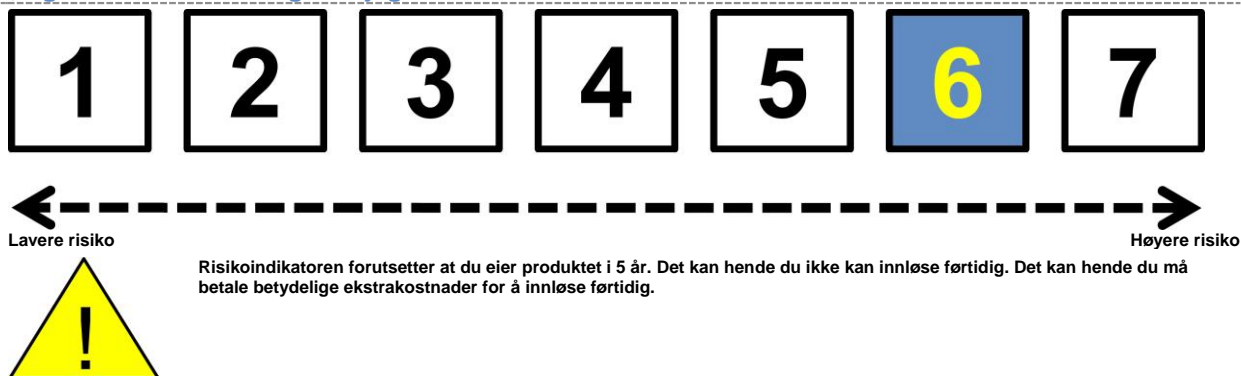 1 2 3 4 5 6 7
Lavere risiko Høyere risiko
Risikoindikatoren forutsetter at du eier produktet i 5 år. Det kan hende du ikke kan innløse førtidig. Det kan hende du må
betale betydelige ekstrakostnader for å innløse førtidig.
!